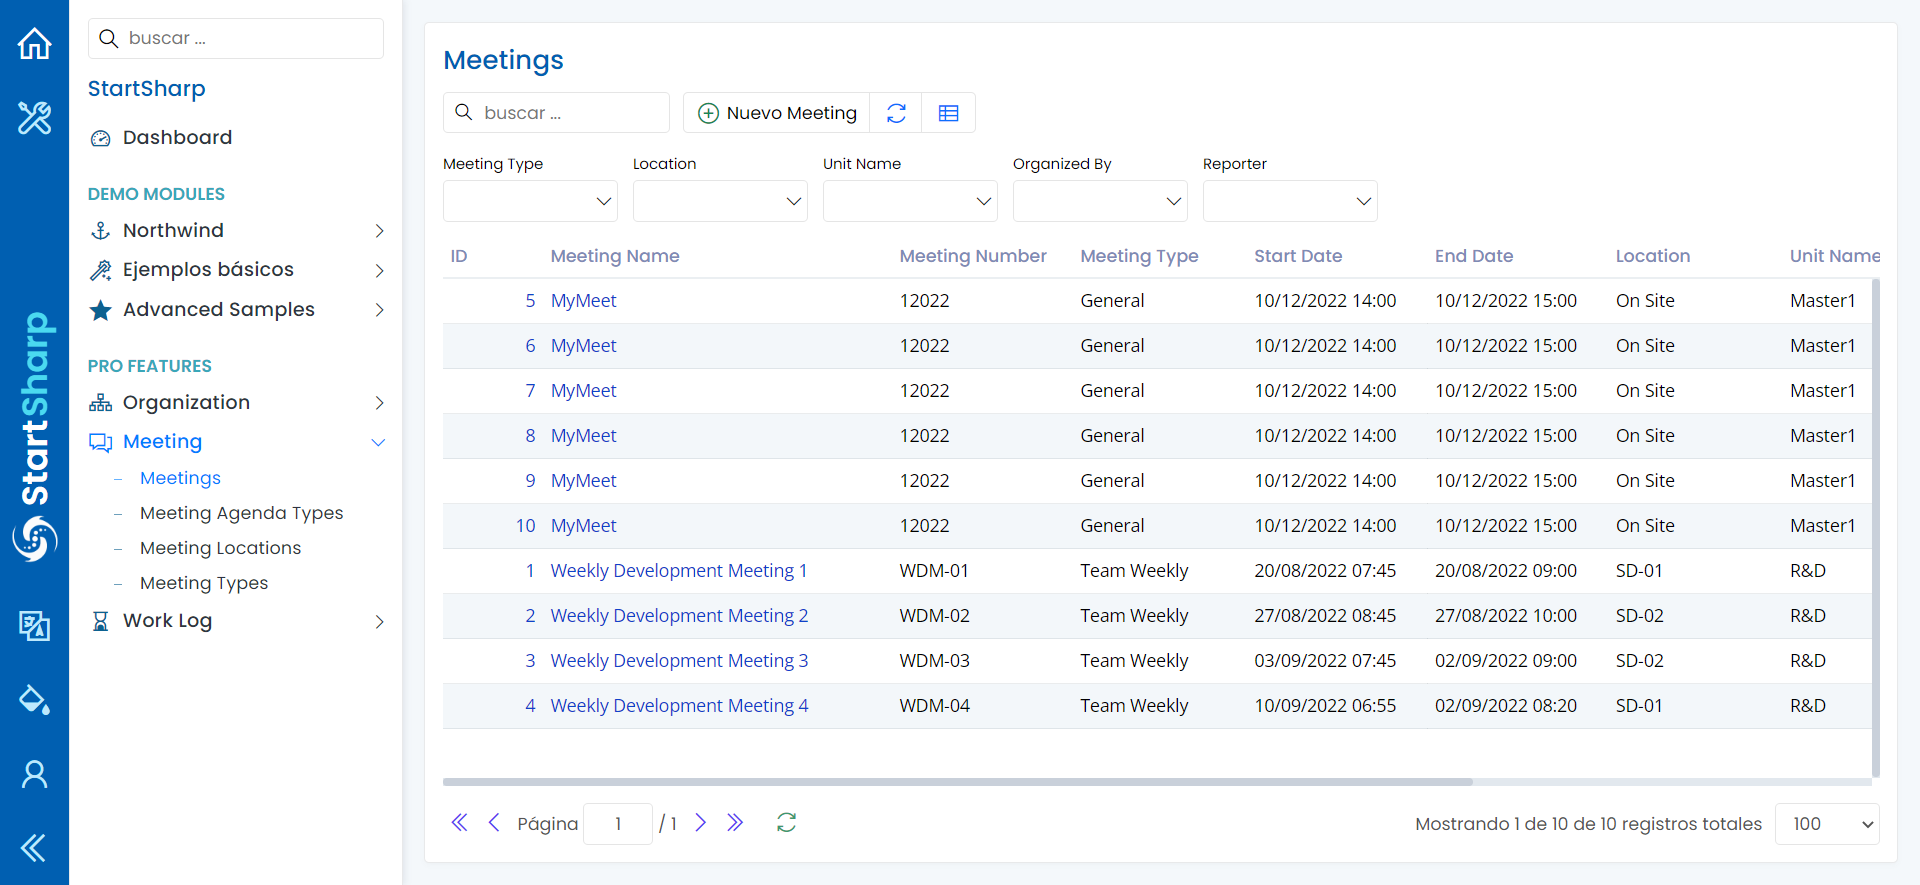 buscar ...
StartSharp
Dashboard
DEMO MODULES
Northwind
Ejemplos básicos
Advanced Samples
PRO FEATURES
Organization
Meeting
Meetings
Meeting Agenda Types
Meeting Locations
Meeting Types
Work Log
StartSharp
Meetings
buscar ...
Nuevo Meeting
Meeting Type Location Unit Name Organized By Reporter
ID Meeting Name Meeting Number Meeting Type Start Date End Date Location Unit Name
5 MyMeet 12022 General 10/12/2022 14:00 10/12/2022 15:00 On Site Master1
6 MyMeet 12022 General 10/12/2022 14:00 10/12/2022 15:00 On Site Master1
7 MyMeet 12022 General 10/12/2022 14:00 10/12/2022 15:00 On Site Master1
8 MyMeet 12022 General 10/12/2022 14:00 10/12/2022 15:00 On Site Master1
9 MyMeet 12022 General 10/12/2022 14:00 10/12/2022 15:00 On Site Master1
10 MyMeet 12022 General 10/12/2022 14:00 10/12/2022 15:00 On Site Master1
1 Weekly Development Meeting 1 WDM-01 Team Weekly 20/08/2022 07:45 20/08/2022 09:00 SD-01 R&D
2 Weekly Development Meeting 2 WDM-02 Team Weekly 27/08/2022 08:45 27/08/2022 10:00 SD-02 R&D
3 Weekly Development Meeting 3 WDM-03 Team Weekly 03/09/2022 07:45 02/09/2022 09:00 SD-02 R&D
4 Weekly Development Meeting 4 WDM-04 Team Weekly 10/09/2022 06:55 02/09/2022 08:20 SD-01 R&D
Página 1 / 1
Mostrando 1 de 10 de 10 registros totales 100